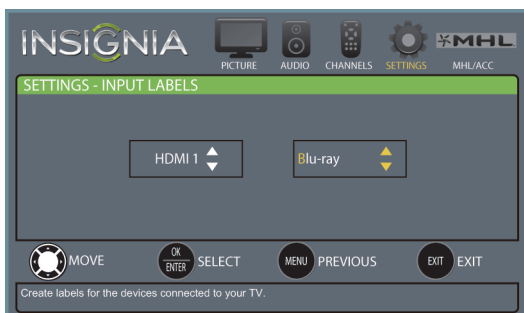 INSIGNIA
PICTURE AUDIO CHANNELS SETTINGS MHL MHL/ACC
SETTINGS - INPUT LABELS
HDMI 1 Blu-ray
MOVE OK ENTER SELECT MENU PREVIOUS EXIT EXIT
Create labels for the devices connected to your TV.